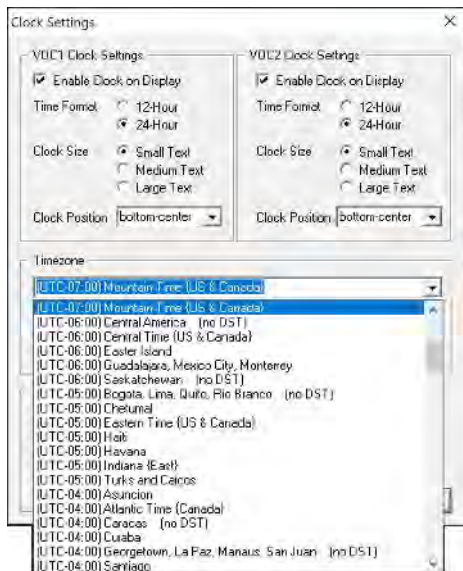 Clock Settings
VDC1 Clock Settings
Enable Clock on Display
Time Format
12-Hour
24-Hour
Clock Size
Small Text
Medium Text
Large Text
Clock Position
bottom-center
VDC2 Clock Settings
Enable Clock on Display
Time Format
12-Hour
24-Hour
Clock Size
Small Text
Medium Text
Large Text
Clock Position
bottom-center
Timezone
(UTC-07:00) Mountain Time (US & Canada)
(UTC-07:00) Mountain Time (US & Canada)
(UTC-06:00) Central America (no DST)
(UTC-06:00) Central Time (US & Canada)
(UTC-06:00) Easter Island
(UTC-06:00) Guadalajara, Mexico City, Monterrey
(UTC-06:00) Saskatchewan (no DST)
(UTC-05:00) Bogota, Lima, Quito, Rio Branco (no DST)
(UTC-05:00) Chetumal
(UTC-05:00) Eastern Time (US & Canada)
(UTC-05:00) Haiti
(UTC-05:00) Havana
(UTC-05:00) Indiana (East)
(UTC-05:00) Turks and Caicos
(UTC-04:00) Asuncion
(UTC-04:00) Atlantic Time (Canada)
(UTC-04:00) Caracas (no DST)
(UTC-04:00) Cuiaba
(UTC-04:00) Georgetown, La Paz, Manaus, San Juan (no DST)
(UTC-04:00) Santiago